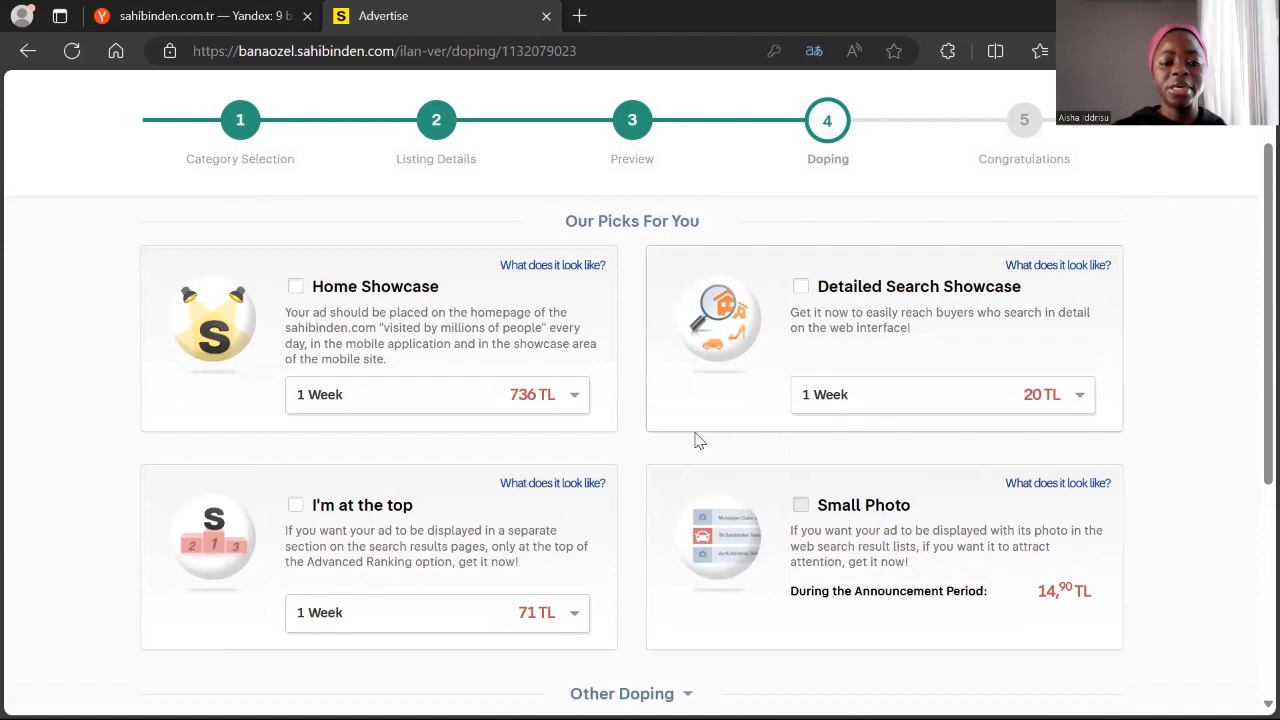 sahibinden.com.tr — Yandex: 9 b
S
Advertise
https://banaozel.sahibinden.com/ilan-ver/doping/1132079023
Aisha Iddrisu
1
2
3
4
5
Category Selection
Listing Details
Preview
Doping
Congratulations
Our Picks For You
What does it look like?
Home Showcase
Your ad should be placed on the homepage of the
sahibinden.com "visited by millions of people" every
day, in the mobile application and in the showcase area
of the mobile site.
S
1 Week
736 TL
What does it look like?
Detailed Search Showcase
Get it now to easily reach buyers who search in detail
on the web interface!
1 Week
20 TL
What does it look like?
I'm at the top
If you want your ad to be displayed in a separate
section on the search results pages, only at the top of
the Advanced Ranking option, get it now!
S
2 1 3
1 Week
71 TL
What does it look like?
Small Photo
If you want your ad to be displayed with its photo in the
web search result lists, if you want it to attract
attention, get it now!
During the Announcement Period:
14,90 TL
Other Doping